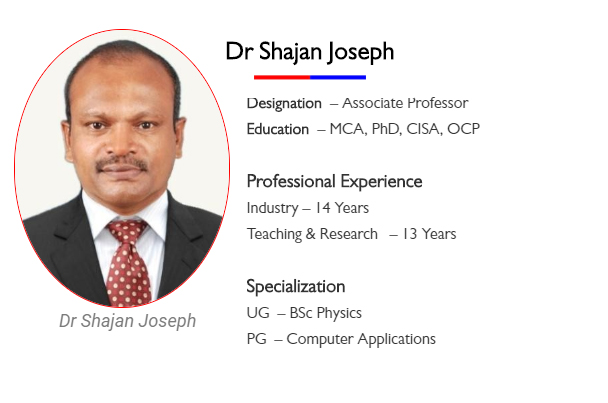 Dr Shajan Joseph
Designation – Associate Professor
Education – MCA, PhD, CISA, OCP
Professional Experience
Industry – 14 Years
Teaching & Research – 13 Years
Specialization
UG – BSc Physics
PG – Computer Applications
Dr Shajan Joseph